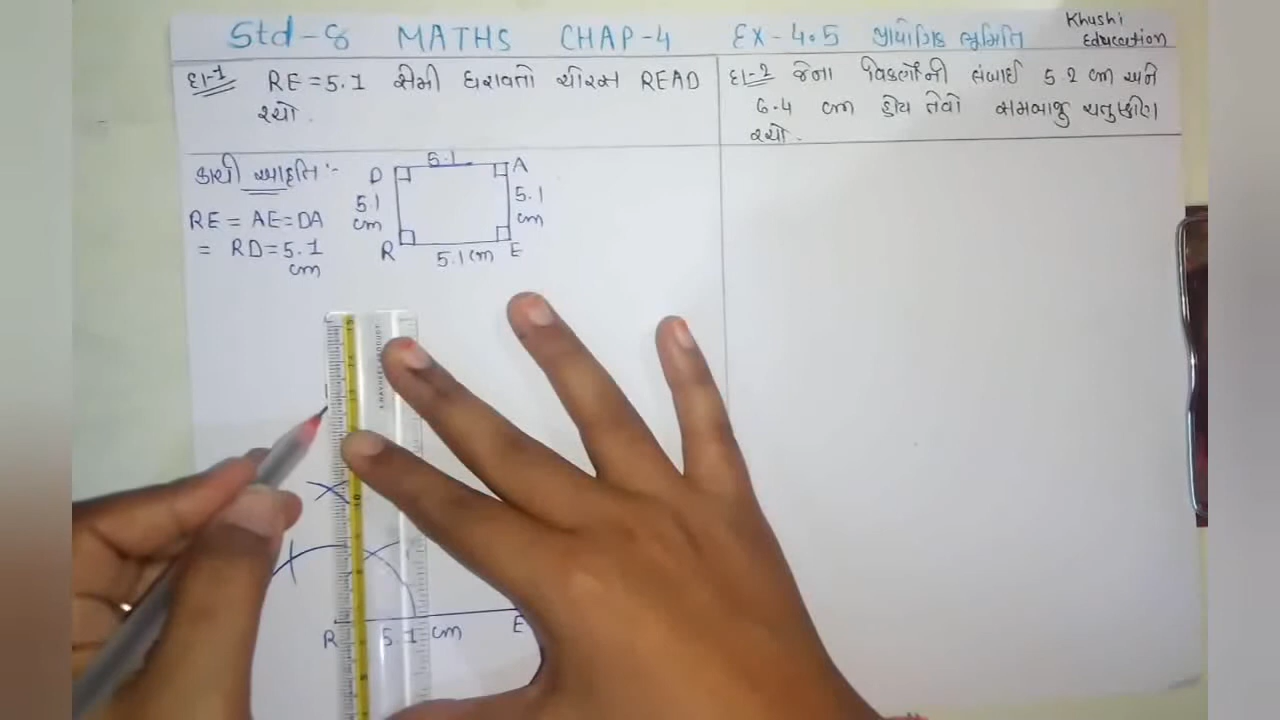 Std-8 MATHS CHAP-4 EX-4.5 પ્રાયોગિક ભૂમિતિ
Khushi
Education
દા-1 RE=5.1 સેમી ધરાવતો ચોરસ READ
રચો.
દા-2 જેના વિકર્ણોની લંબાઈ 5.2 cm અને
6.4 cm હોય તેવો સમબાજુ ચતુષ્કોણ
રચો.
કાચી આકૃતિ:-
RE = AE=DA
= RD=5.1
cm
5.1
D
A
5.1
cm
5.1
cm
R
5.1cm
E
R
5.1 cm
E